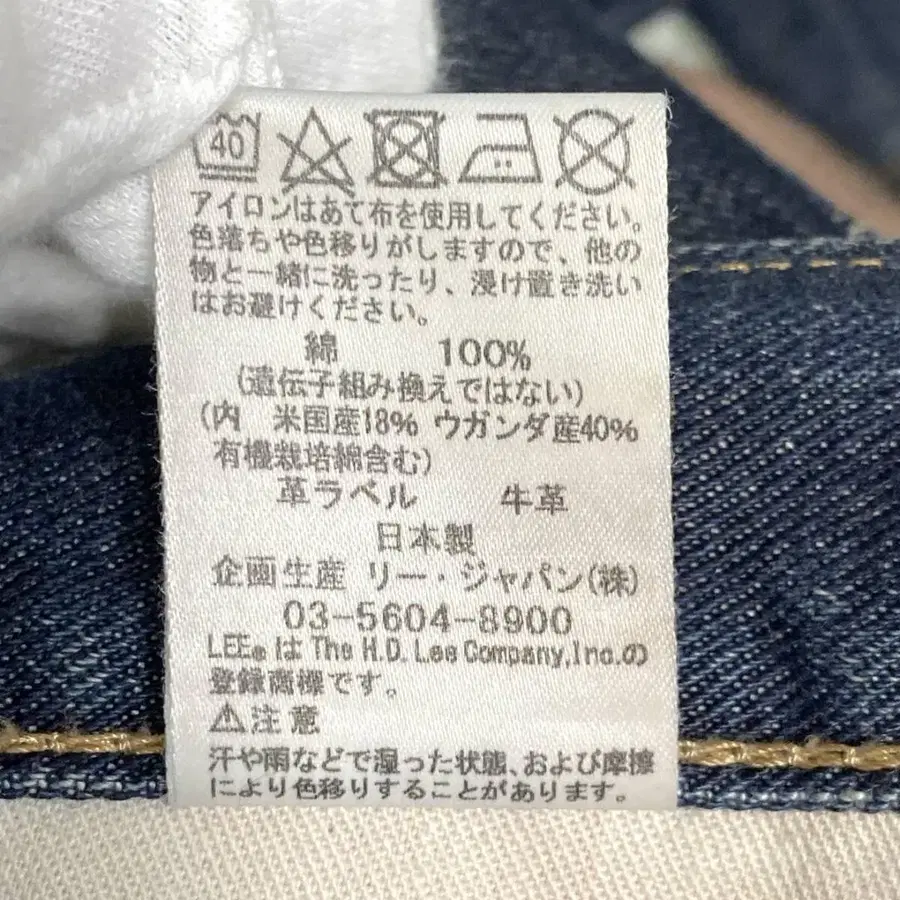 40
アイロンはあて布を使用してください。
色落ちや色移りがしますので、他の
物と一緒に洗ったり、浸け置き洗い
はお避けください。
綿 100%
(遺伝子組み換えではない)
(内 米国産18% ウガンダ産40%
有機栽培綿含む)
革ラベル 牛革
日本製
企画生産 リー・ジャパン(株)
03-5604-8900
LEE®はThe H.D. Lee Company,Inc.の
登録商標です。
⚠注意
汗や雨などで湿った状態、および摩擦
により色移りすることがあります。